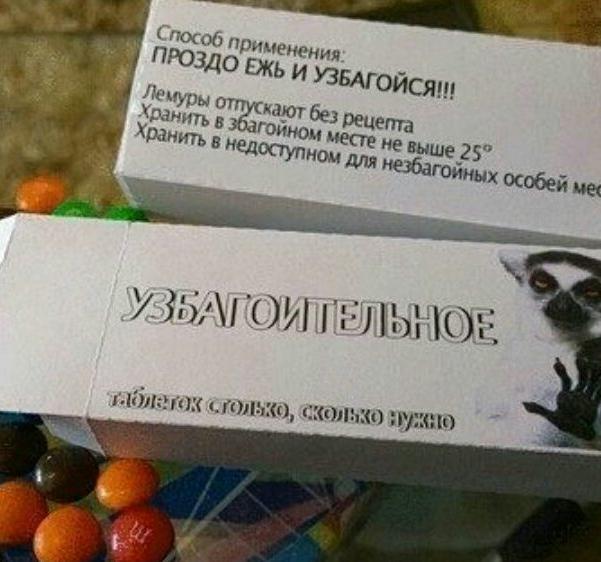 Способ применения:
ПРОЗДО ЕЖЬ И УЗБАГОЙСЯ!!!
Лемуры отпускают без рецепта
Хранить в збагойном месте не выше 25°
Хранить в недоступном для незбагойных особей мес
УЗБАГОИТЕЛЬНОЕ
таблеток столько, сколько нужно
m